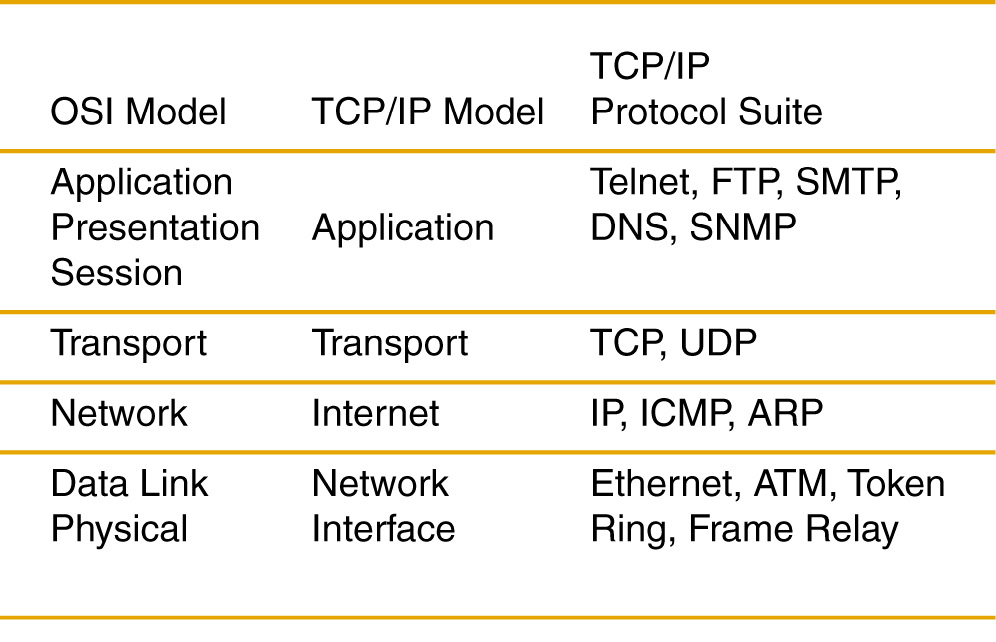 OSI Model TCP/IP Model TCP/IP
Protocol Suite
Application
Presentation
Session
Application
Telnet, FTP, SMTP,
DNS, SNMP
Transport
Transport
TCP, UDP
Network
Internet
IP, ICMP, ARP
Data Link
Physical
Network
Interface
Ethernet, ATM, Token
Ring, Frame Relay